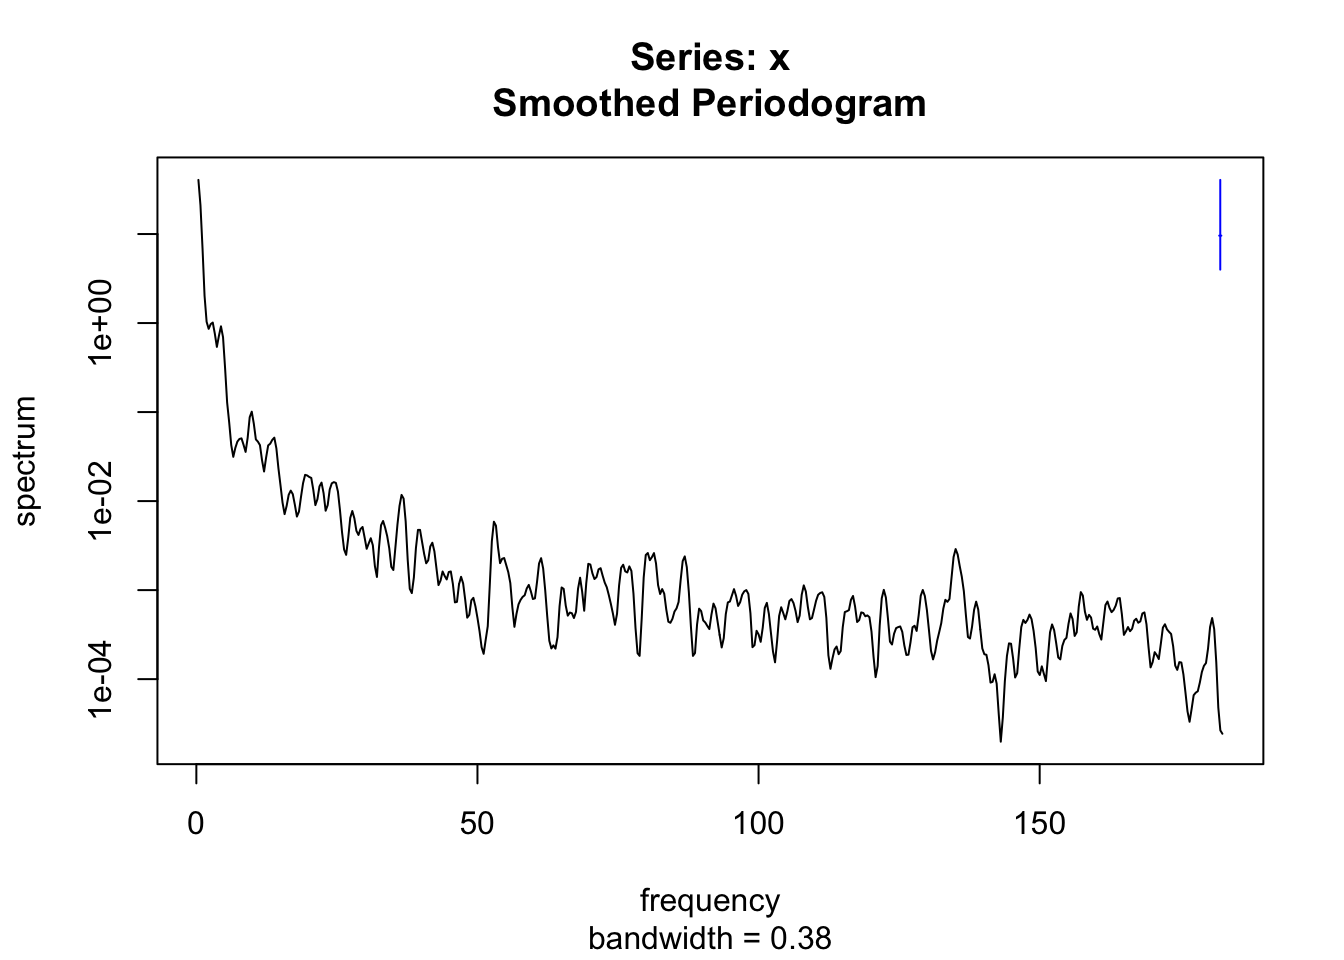 Series: x
Smoothed Periodogram
spectrum
1e+00
1e-02
1e-04
0 50 100 150
frequency
bandwidth = 0.38